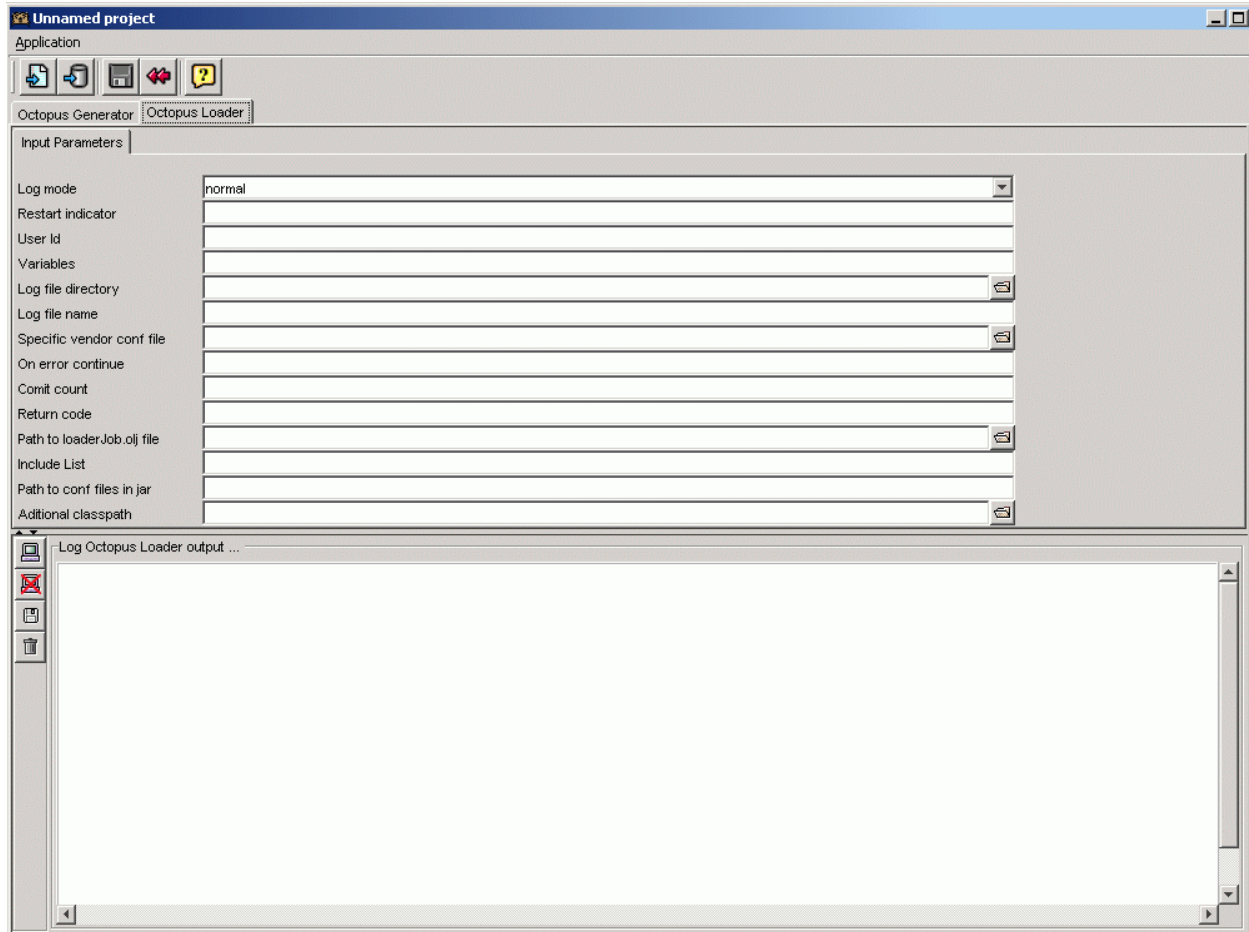 Unnamed project
Application
Octopus Generator Octopus Loader
Input Parameters
Log mode normal
Restart indicator
User Id
Variables
Log file directory
Log file name
Specific vendor conf file
On error continue
Comit count
Return code
Path to loaderJob.olj file
Include List
Path to conf files in jar
Aditional classpath
Log Octopus Loader output ...